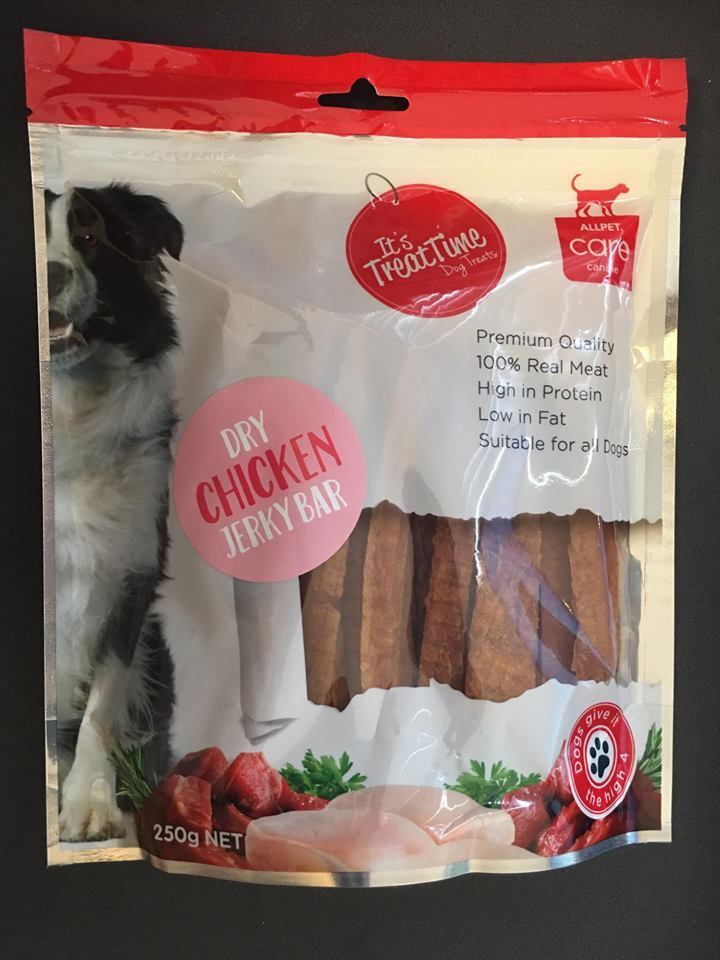 It's
TreatTime
Dog Treats
ALLPET
care
canine
Premium Quality
100% Real Meat
High in Protein
Low in Fat
Suitable for all Dogs
DRY
CHICKEN
JERKY BAR
Dogs give it
the high 4
250g NET